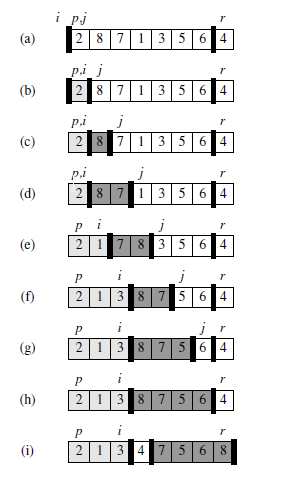 i p,j r
(a) 2 8 7 1 3 5 6 4
p,i j r
(b) 2 8 7 1 3 5 6 4
p,i j r
(c) 2 8 7 1 3 5 6 4
p,i j r
(d) 2 8 7 1 3 5 6 4
p i j r
(e) 2 1 7 8 3 5 6 4
p i j r
(f) 2 1 3 8 7 5 6 4
p i j r
(g) 2 1 3 8 7 5 6 4
p i r
(h) 2 1 3 8 7 5 6 4
p i r
(i) 2 1 3 4 7 5 6 8